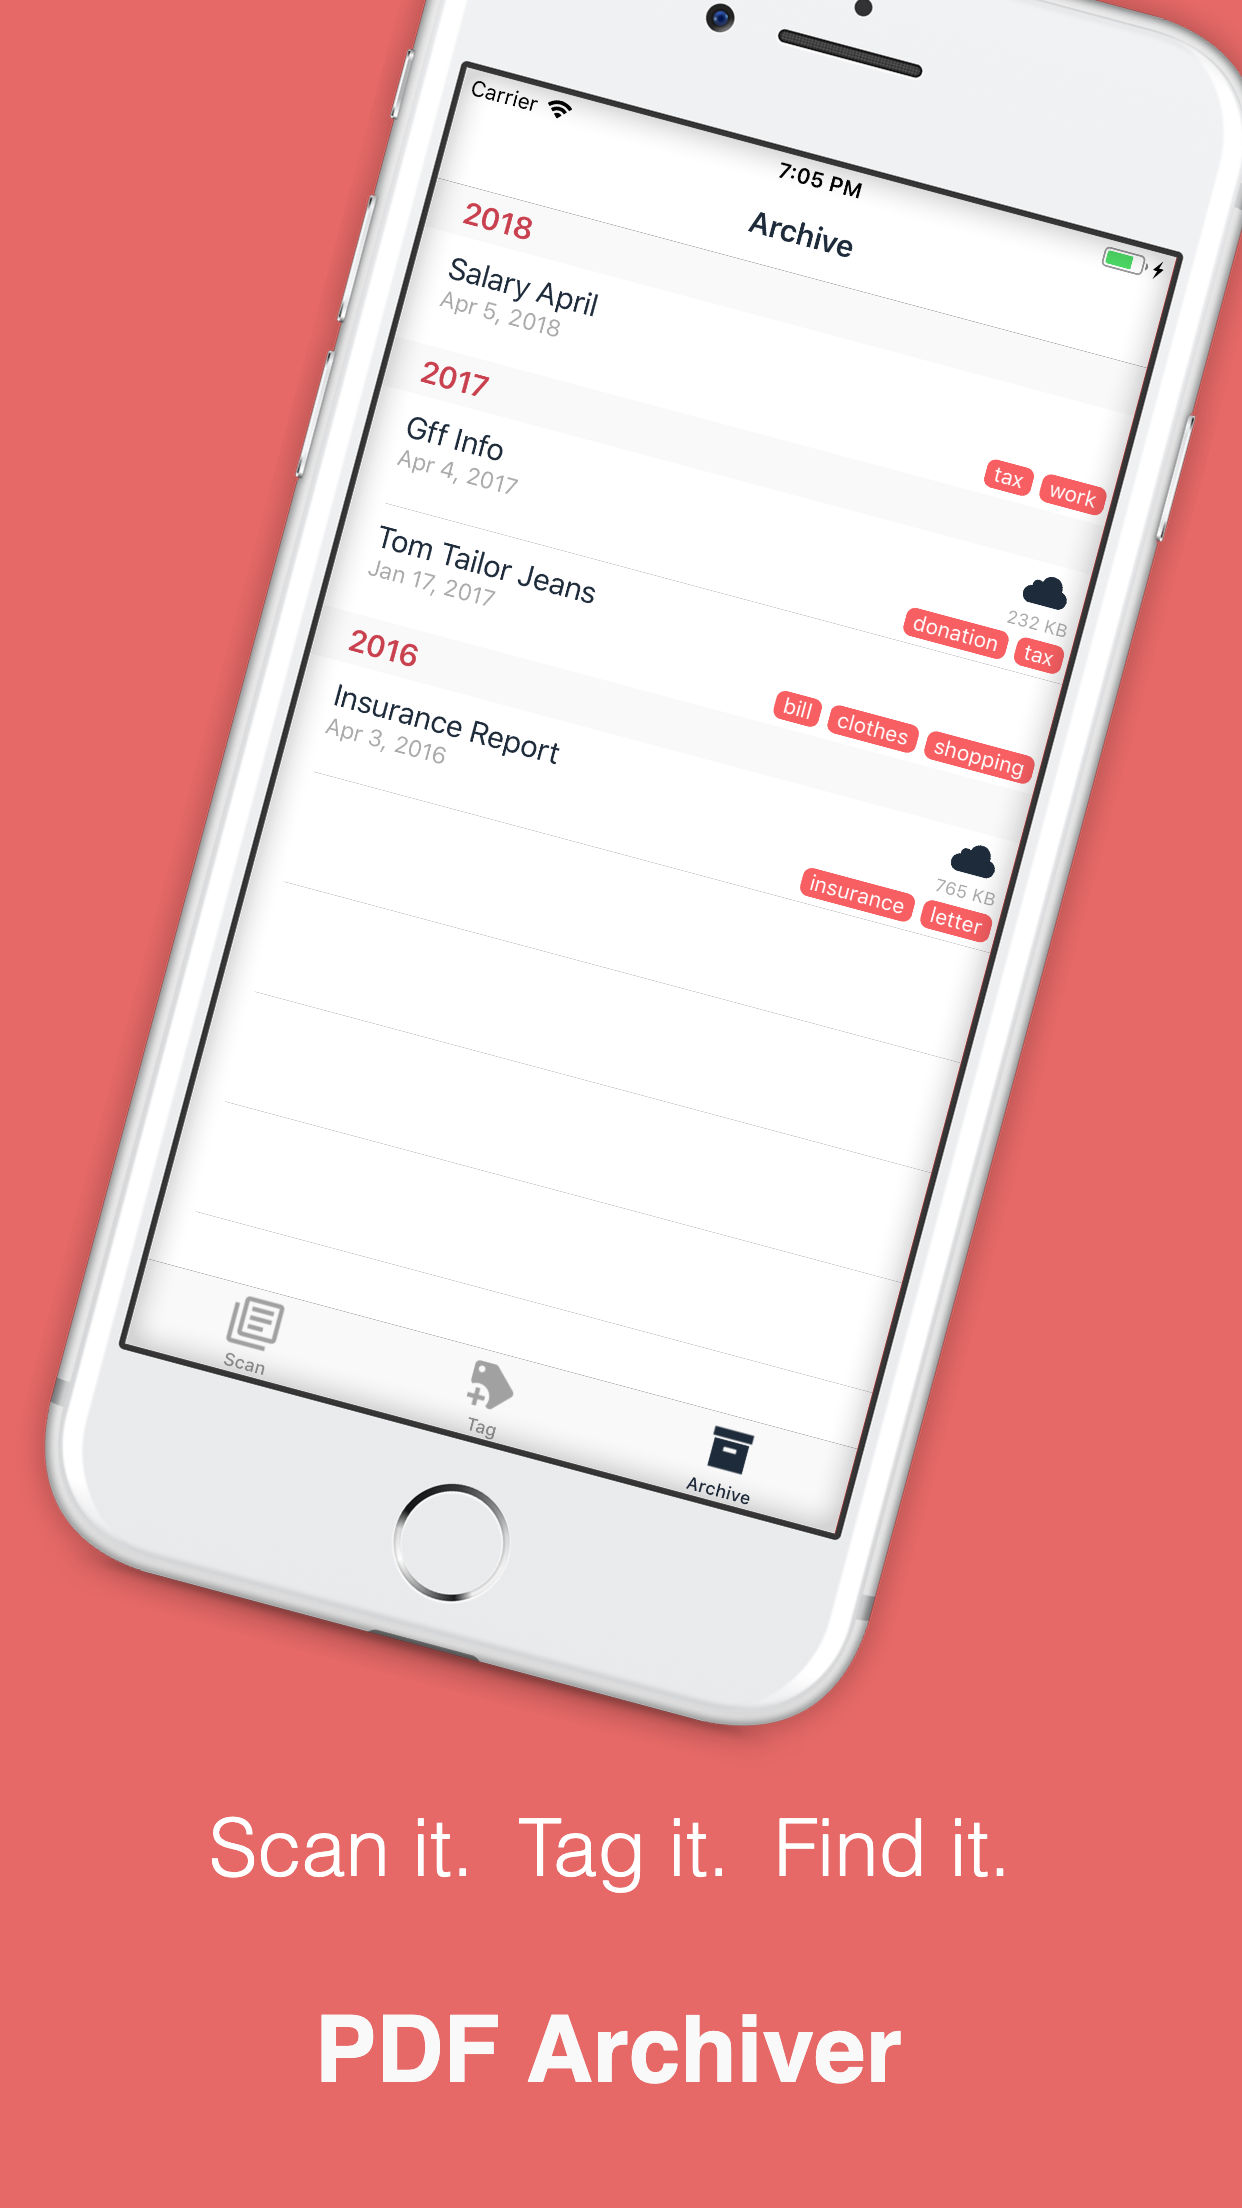 Carrier
7:05 PM
Archive
2018
Salary April
Apr 5, 2018
tax work
2017
Gff Info
Apr 4, 2017
232 KB
donation tax
Tom Tailor Jeans
Jan 17, 2017
bill clothes shopping
2016
Insurance Report
Apr 3, 2016
765 KB
insurance letter
Scan
Tag
Archive
Scan it. Tag it. Find it.
PDF Archiver